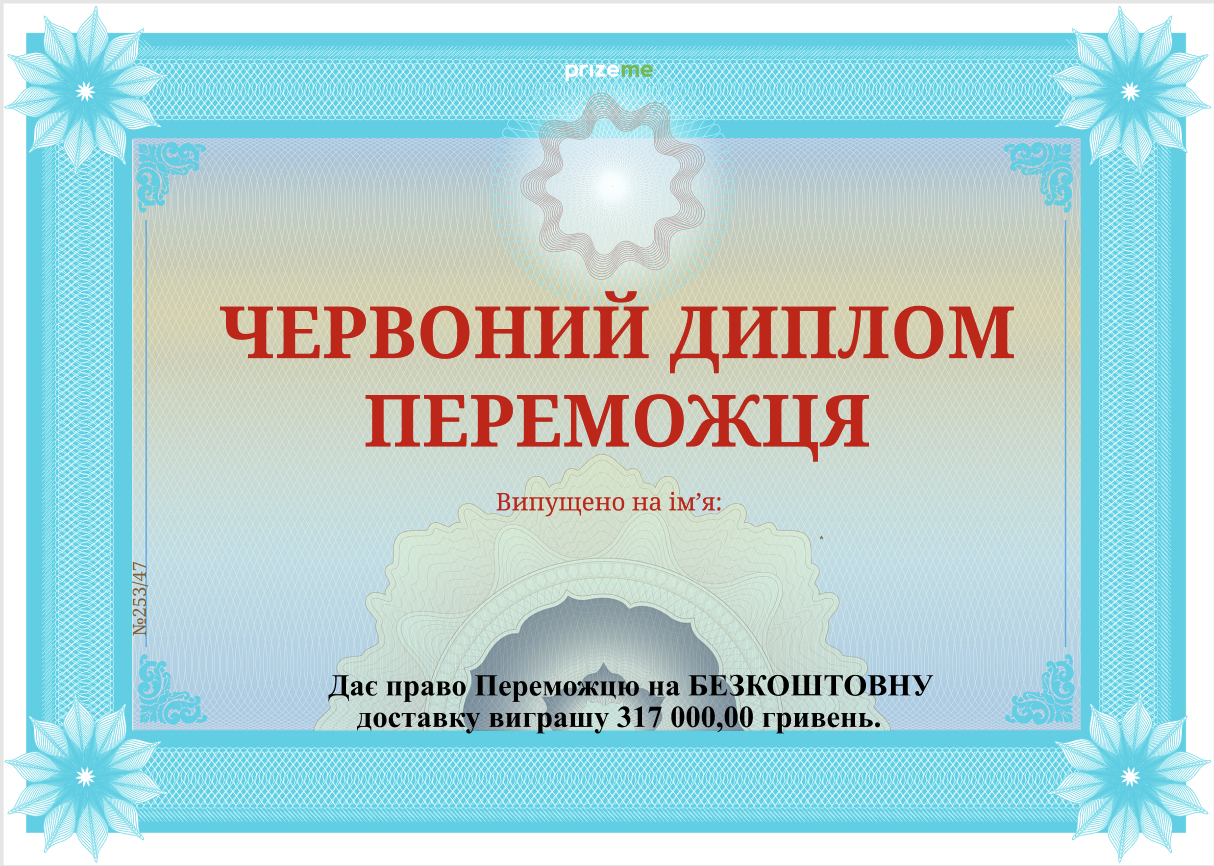 prizeme
ЧЕРВОНИЙ ДИПЛОМ
ПЕРЕМОЖЦЯ
Випущено на ім’я:
№253/47
Дає право Переможцю на БЕЗКОШТОВНУ
доставку виграшу 317 000,00 гривень.